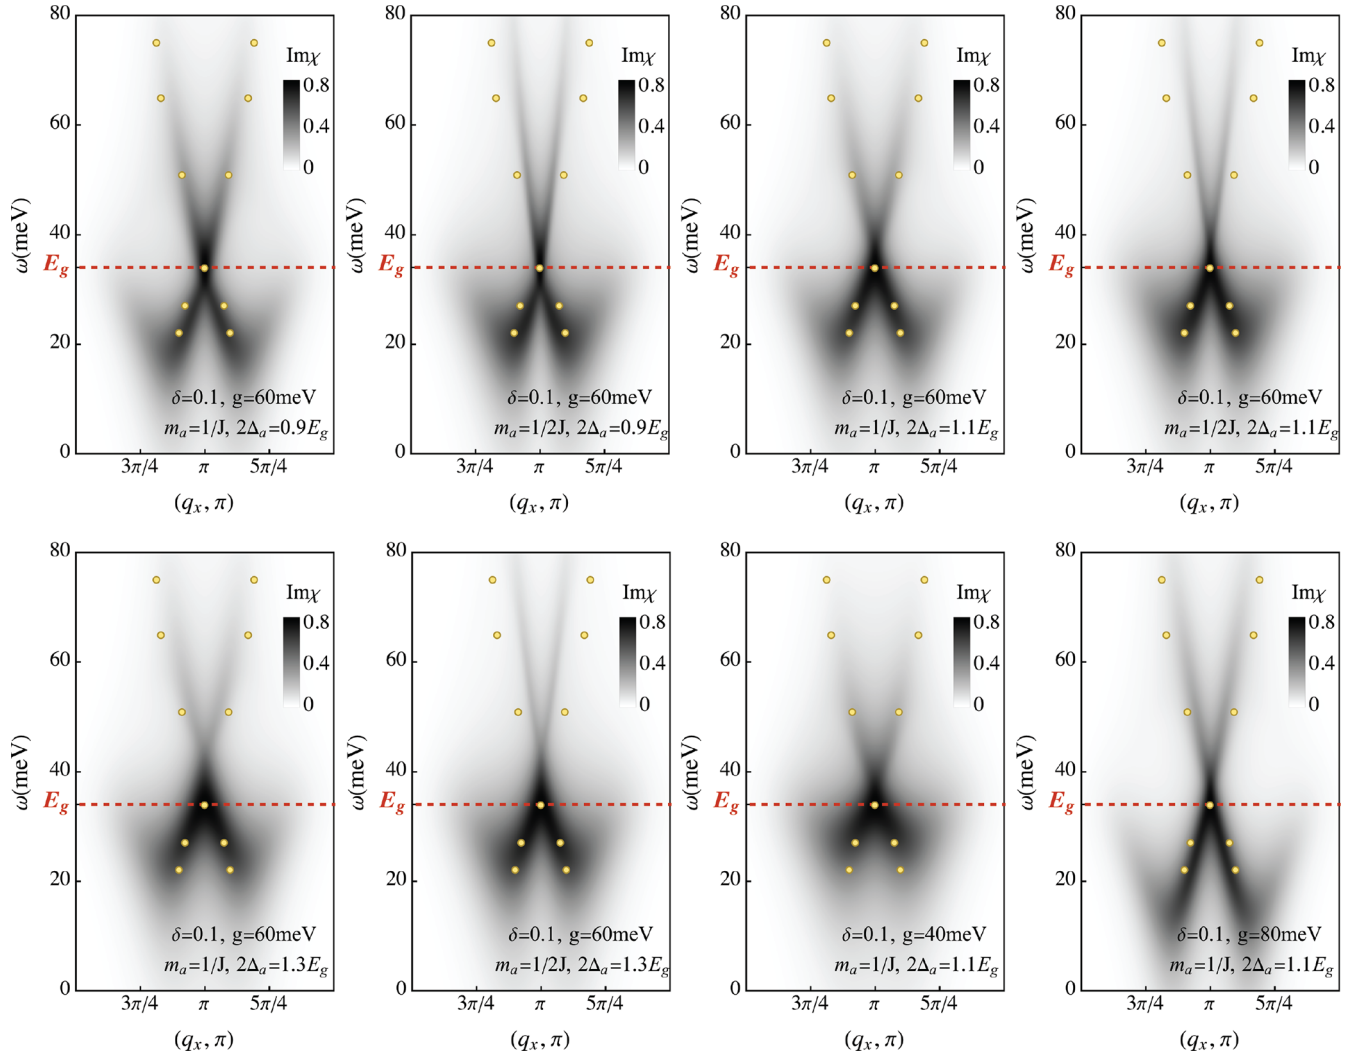 80
60
40
20
0
ω(meV)
E_g
Imχ
0.8
0.4
0
δ=0.1, g=60meV
m_a=1/J, 2Δ_a=0.9E_g
3π/4 π 5π/4
(q_x, π)
80
60
40
20
0
ω(meV)
E_g
Imχ
0.8
0.4
0
δ=0.1, g=60meV
m_a=1/2J, 2Δ_a=0.9E_g
3π/4 π 5π/4
(q_x, π)
80
60
40
20
0
ω(meV)
E_g
Imχ
0.8
0.4
0
δ=0.1, g=60meV
m_a=1/J, 2Δ_a=1.1E_g
3π/4 π 5π/4
(q_x, π)
80
60
40
20
0
ω(meV)
E_g
Imχ
0.8
0.4
0
δ=0.1, g=60meV
m_a=1/2J, 2Δ_a=1.1E_g
3π/4 π 5π/4
(q_x, π)
80
60
40
20
0
ω(meV)
E_g
Imχ
0.8
0.4
0
δ=0.1, g=60meV
m_a=1/J, 2Δ_a=1.3E_g
3π/4 π 5π/4
(q_x, π)
80
60
40
20
0
ω(meV)
E_g
Imχ
0.8
0.4
0
δ=0.1, g=60meV
m_a=1/2J, 2Δ_a=1.3E_g
3π/4 π 5π/4
(q_x, π)
80
60
40
20
0
ω(meV)
E_g
Imχ
0.8
0.4
0
δ=0.1, g=40meV
m_a=1/J, 2Δ_a=1.1E_g
3π/4 π 5π/4
(q_x, π)
80
60
40
20
0
ω(meV)
E_g
Imχ
0.8
0.4
0
δ=0.1, g=80meV
m_a=1/J, 2Δ_a=1.1E_g
3π/4 π 5π/4
(q_x, π)